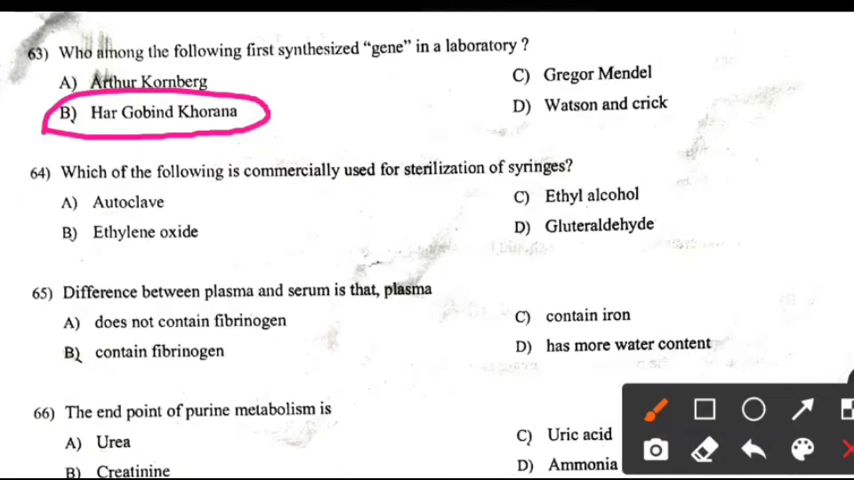 63) Who among the following first synthesized “gene” in a laboratory ?
A) Arthur Kornberg
C) Gregor Mendel
B) Har Gobind Khorana
D) Watson and crick
64) Which of the following is commercially used for sterilization of syringes?
A) Autoclave
C) Ethyl alcohol
B) Ethylene oxide
D) Gluteraldehyde
65) Difference between plasma and serum is that, plasma
A) does not contain fibrinogen
C) contain iron
B) contain fibrinogen
D) has more water content
66) The end point of purine metabolism is
A) Urea
C) Uric acid
B) Creatinine
D) Ammonia